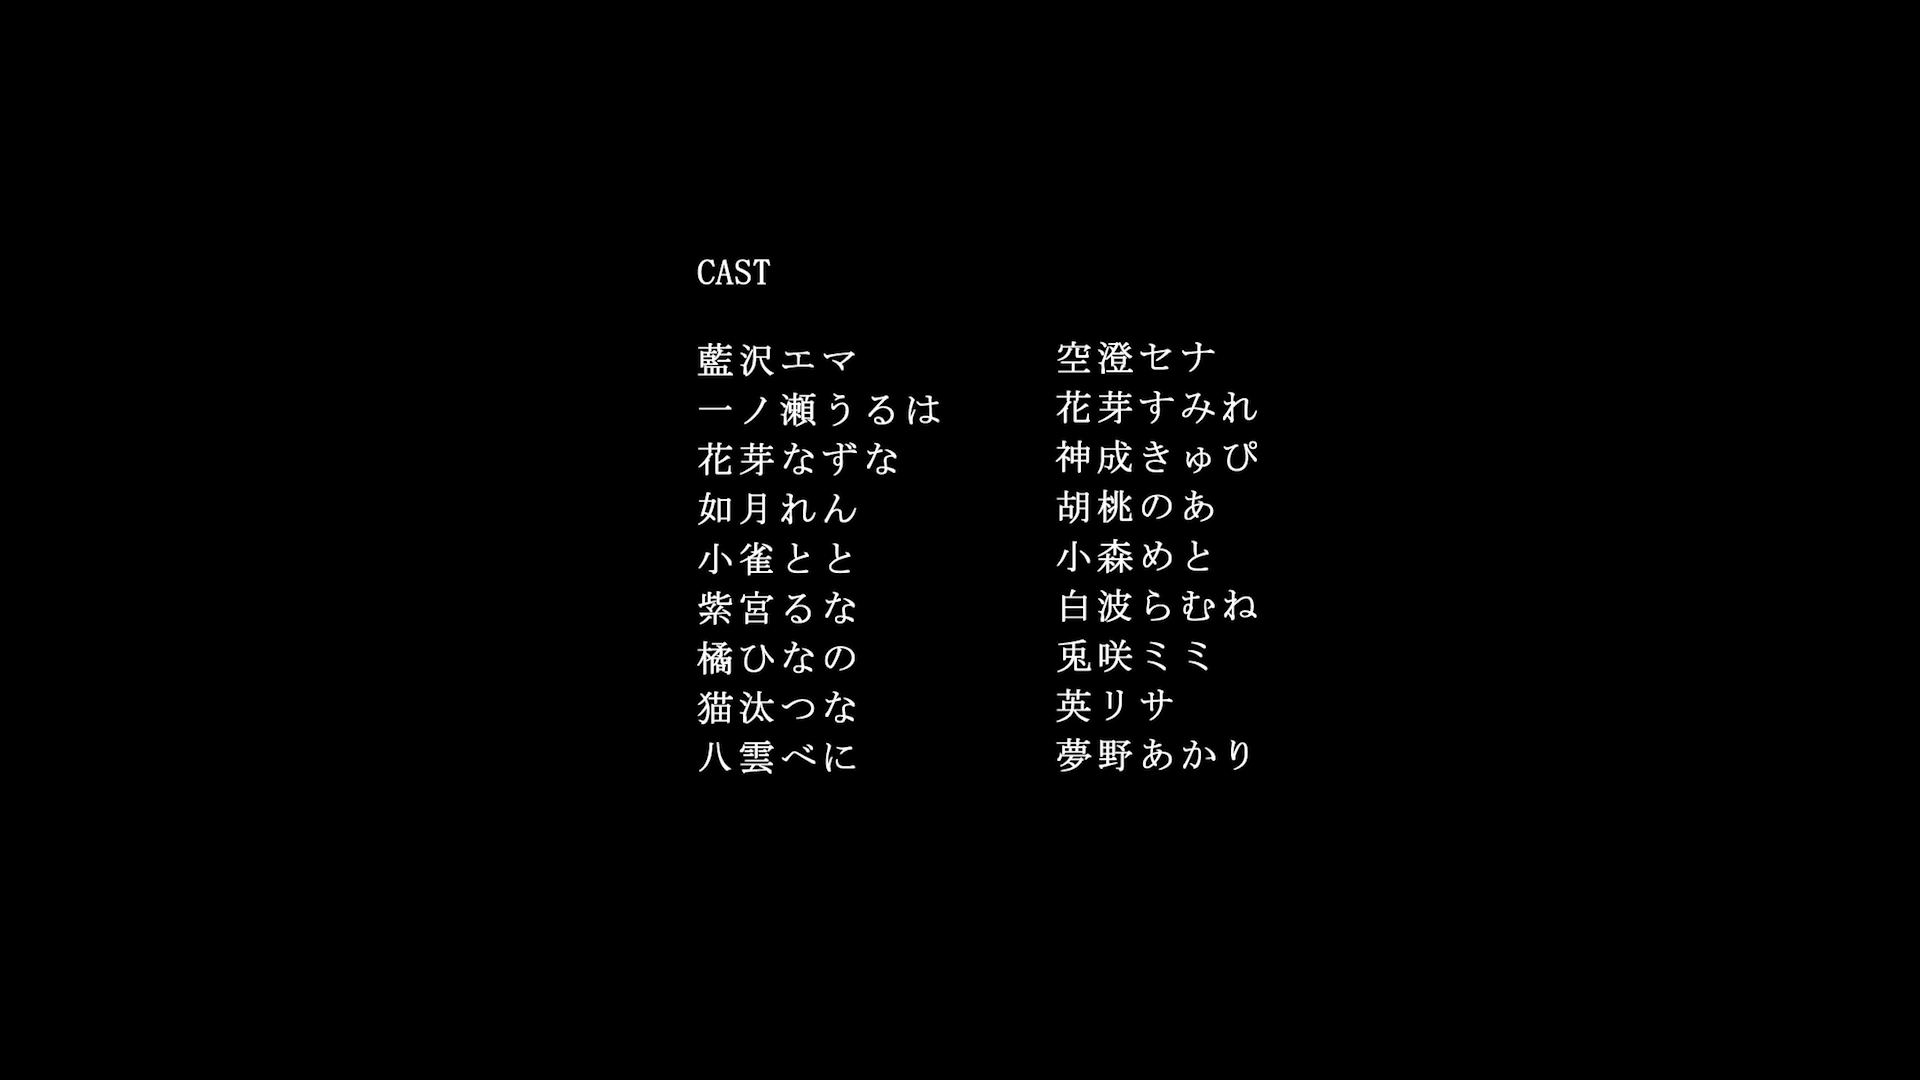 CAST
藍沢エマ
一ノ瀬うるは
花芽なずな
如月れん
小雀とと
紫宮るな
橘ひなの
猫汰つな
八雲べに
空澄セナ
花芽すみれ
神成きゅぴ
胡桃のあ
小森めと
白波らむね
兎咲ミミ
英リサ
夢野あかり